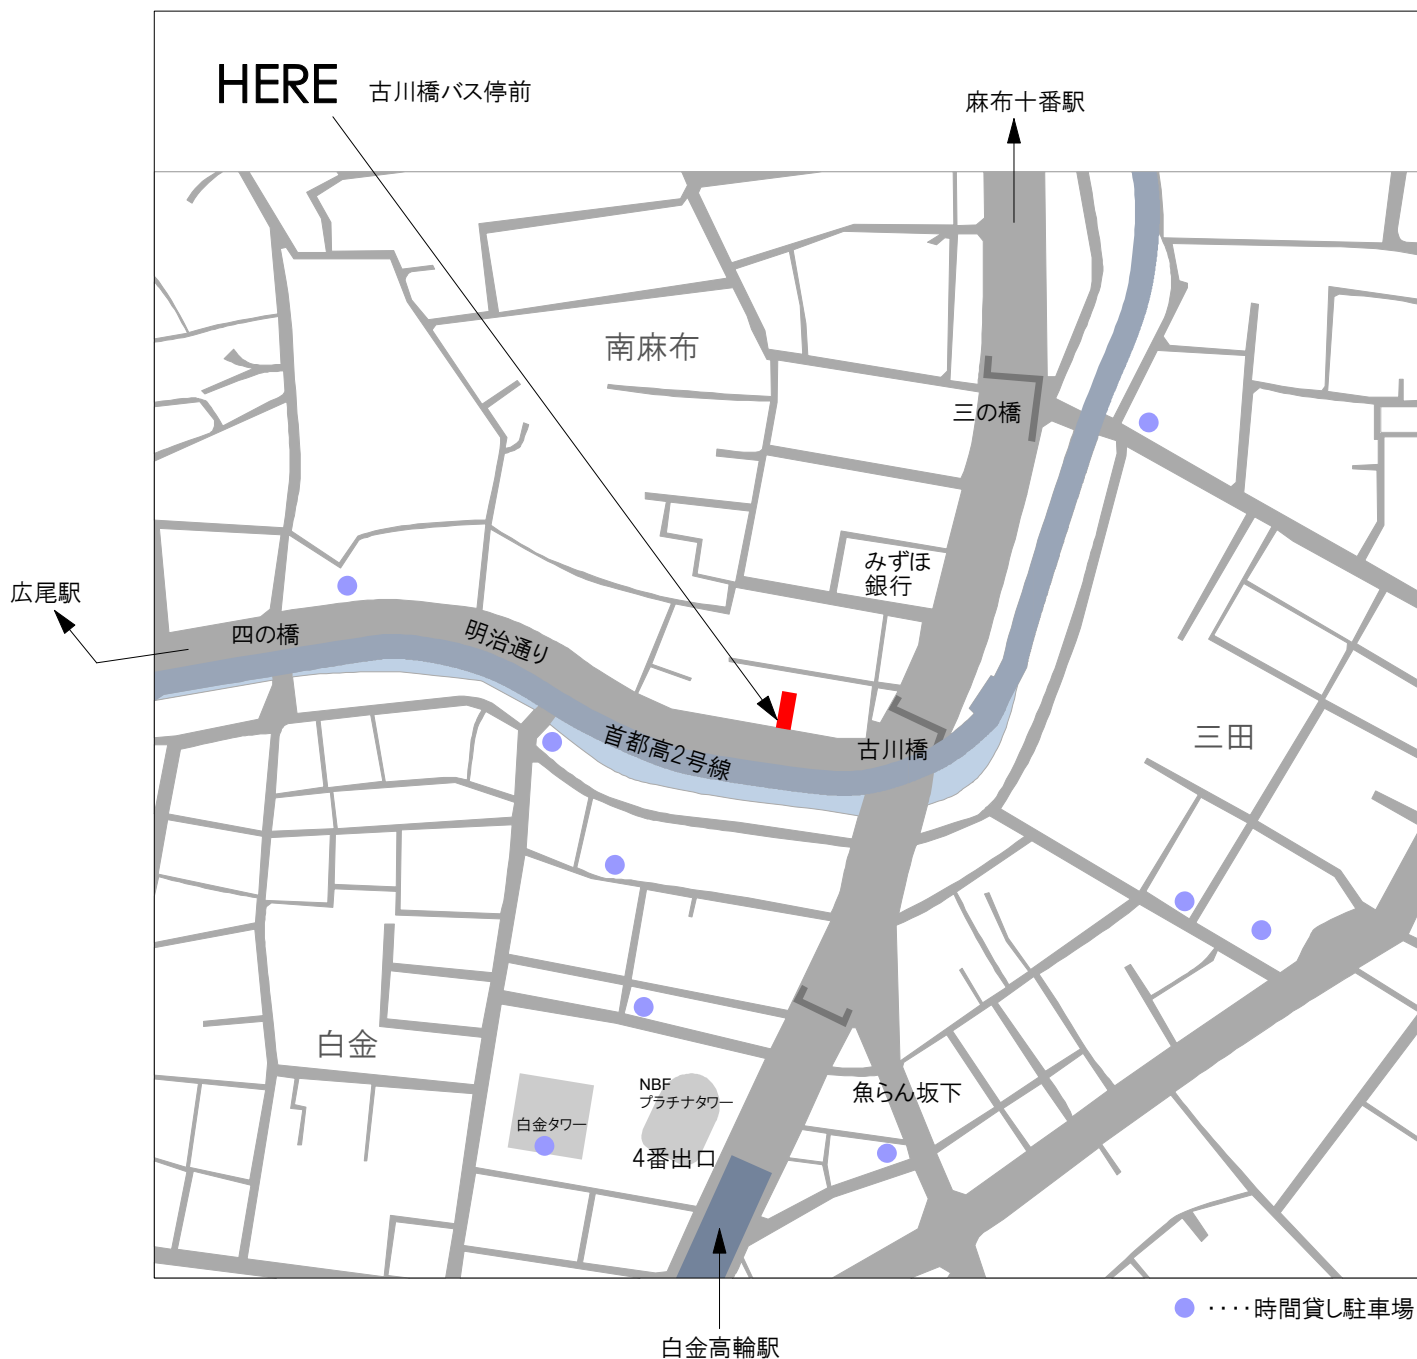 HERE 古川橋バス停前
麻布十番駅
南麻布
三の橋
みずほ
銀行
広尾駅
四の橋
明治通り
首都高2号線
古川橋
三田
白金
NBF
プラチナタワー
白金タワー
魚らん坂下
4番出口
････時間貸し駐車場
白金高輪駅